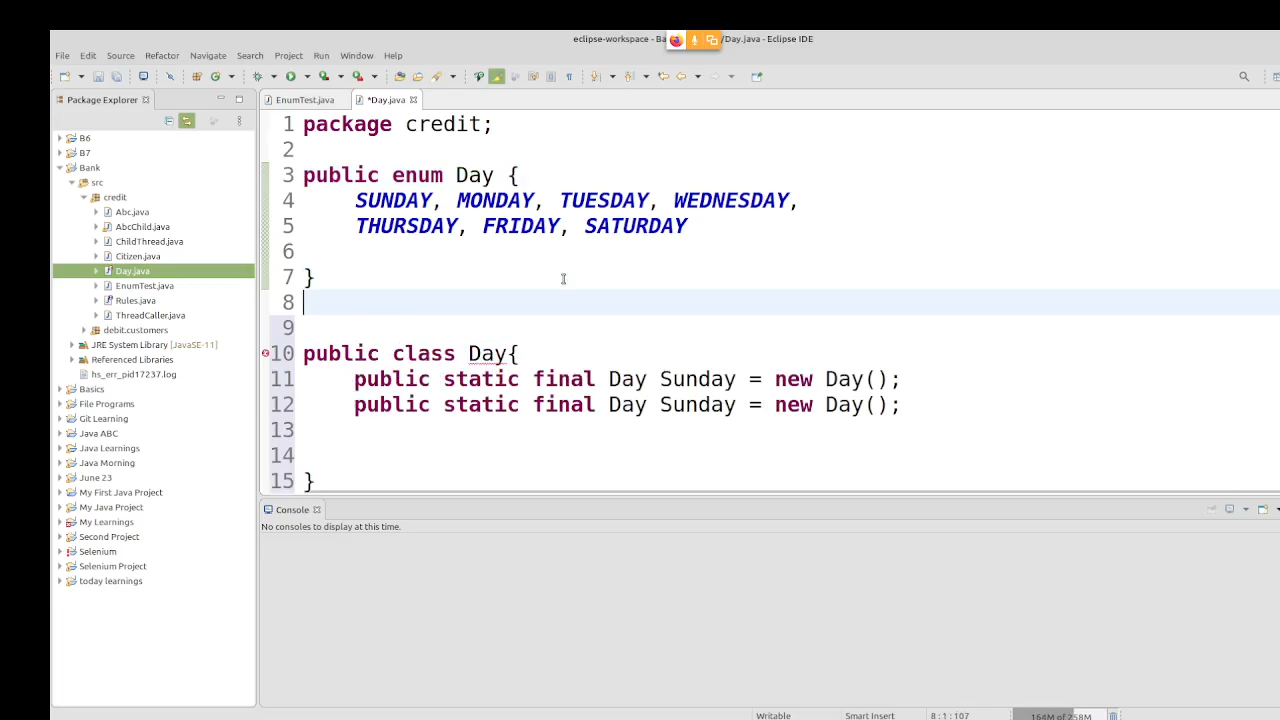 eclipse-workspace - Ba /Day.java - Eclipse IDE
File Edit Source Refactor Navigate Search Project Run Window Help
Package Explorer
EnumTest.java *Day.java
B6
B7
Bank
src
credit
Abc.java
AbcChild.java
ChildThread.java
Citizen.java
Day.java
EnumTest.java
Rules.java
ThreadCaller.java
debit.customers
JRE System Library [JavaSE-11]
Referenced Libraries
hs_err_pid17237.log
Basics
File Programs
Git Learning
Java ABC
Java Learnings
Java Morning
June 23
My First Java Project
My Java Project
My Learnings
Second Project
Selenium
Selenium Project
today learnings
1 package credit;
2
3 public enum Day {
4 SUNDAY, MONDAY, TUESDAY, WEDNESDAY,
5 THURSDAY, FRIDAY, SATURDAY
6
7 }
8
9
10 public class Day{
11 public static final Day Sunday = new Day();
12 public static final Day Sunday = new Day();
13
14
15 }
Console
No consoles to display at this time.
Writable Smart Insert 8 : 1 : 107 164M of 258M